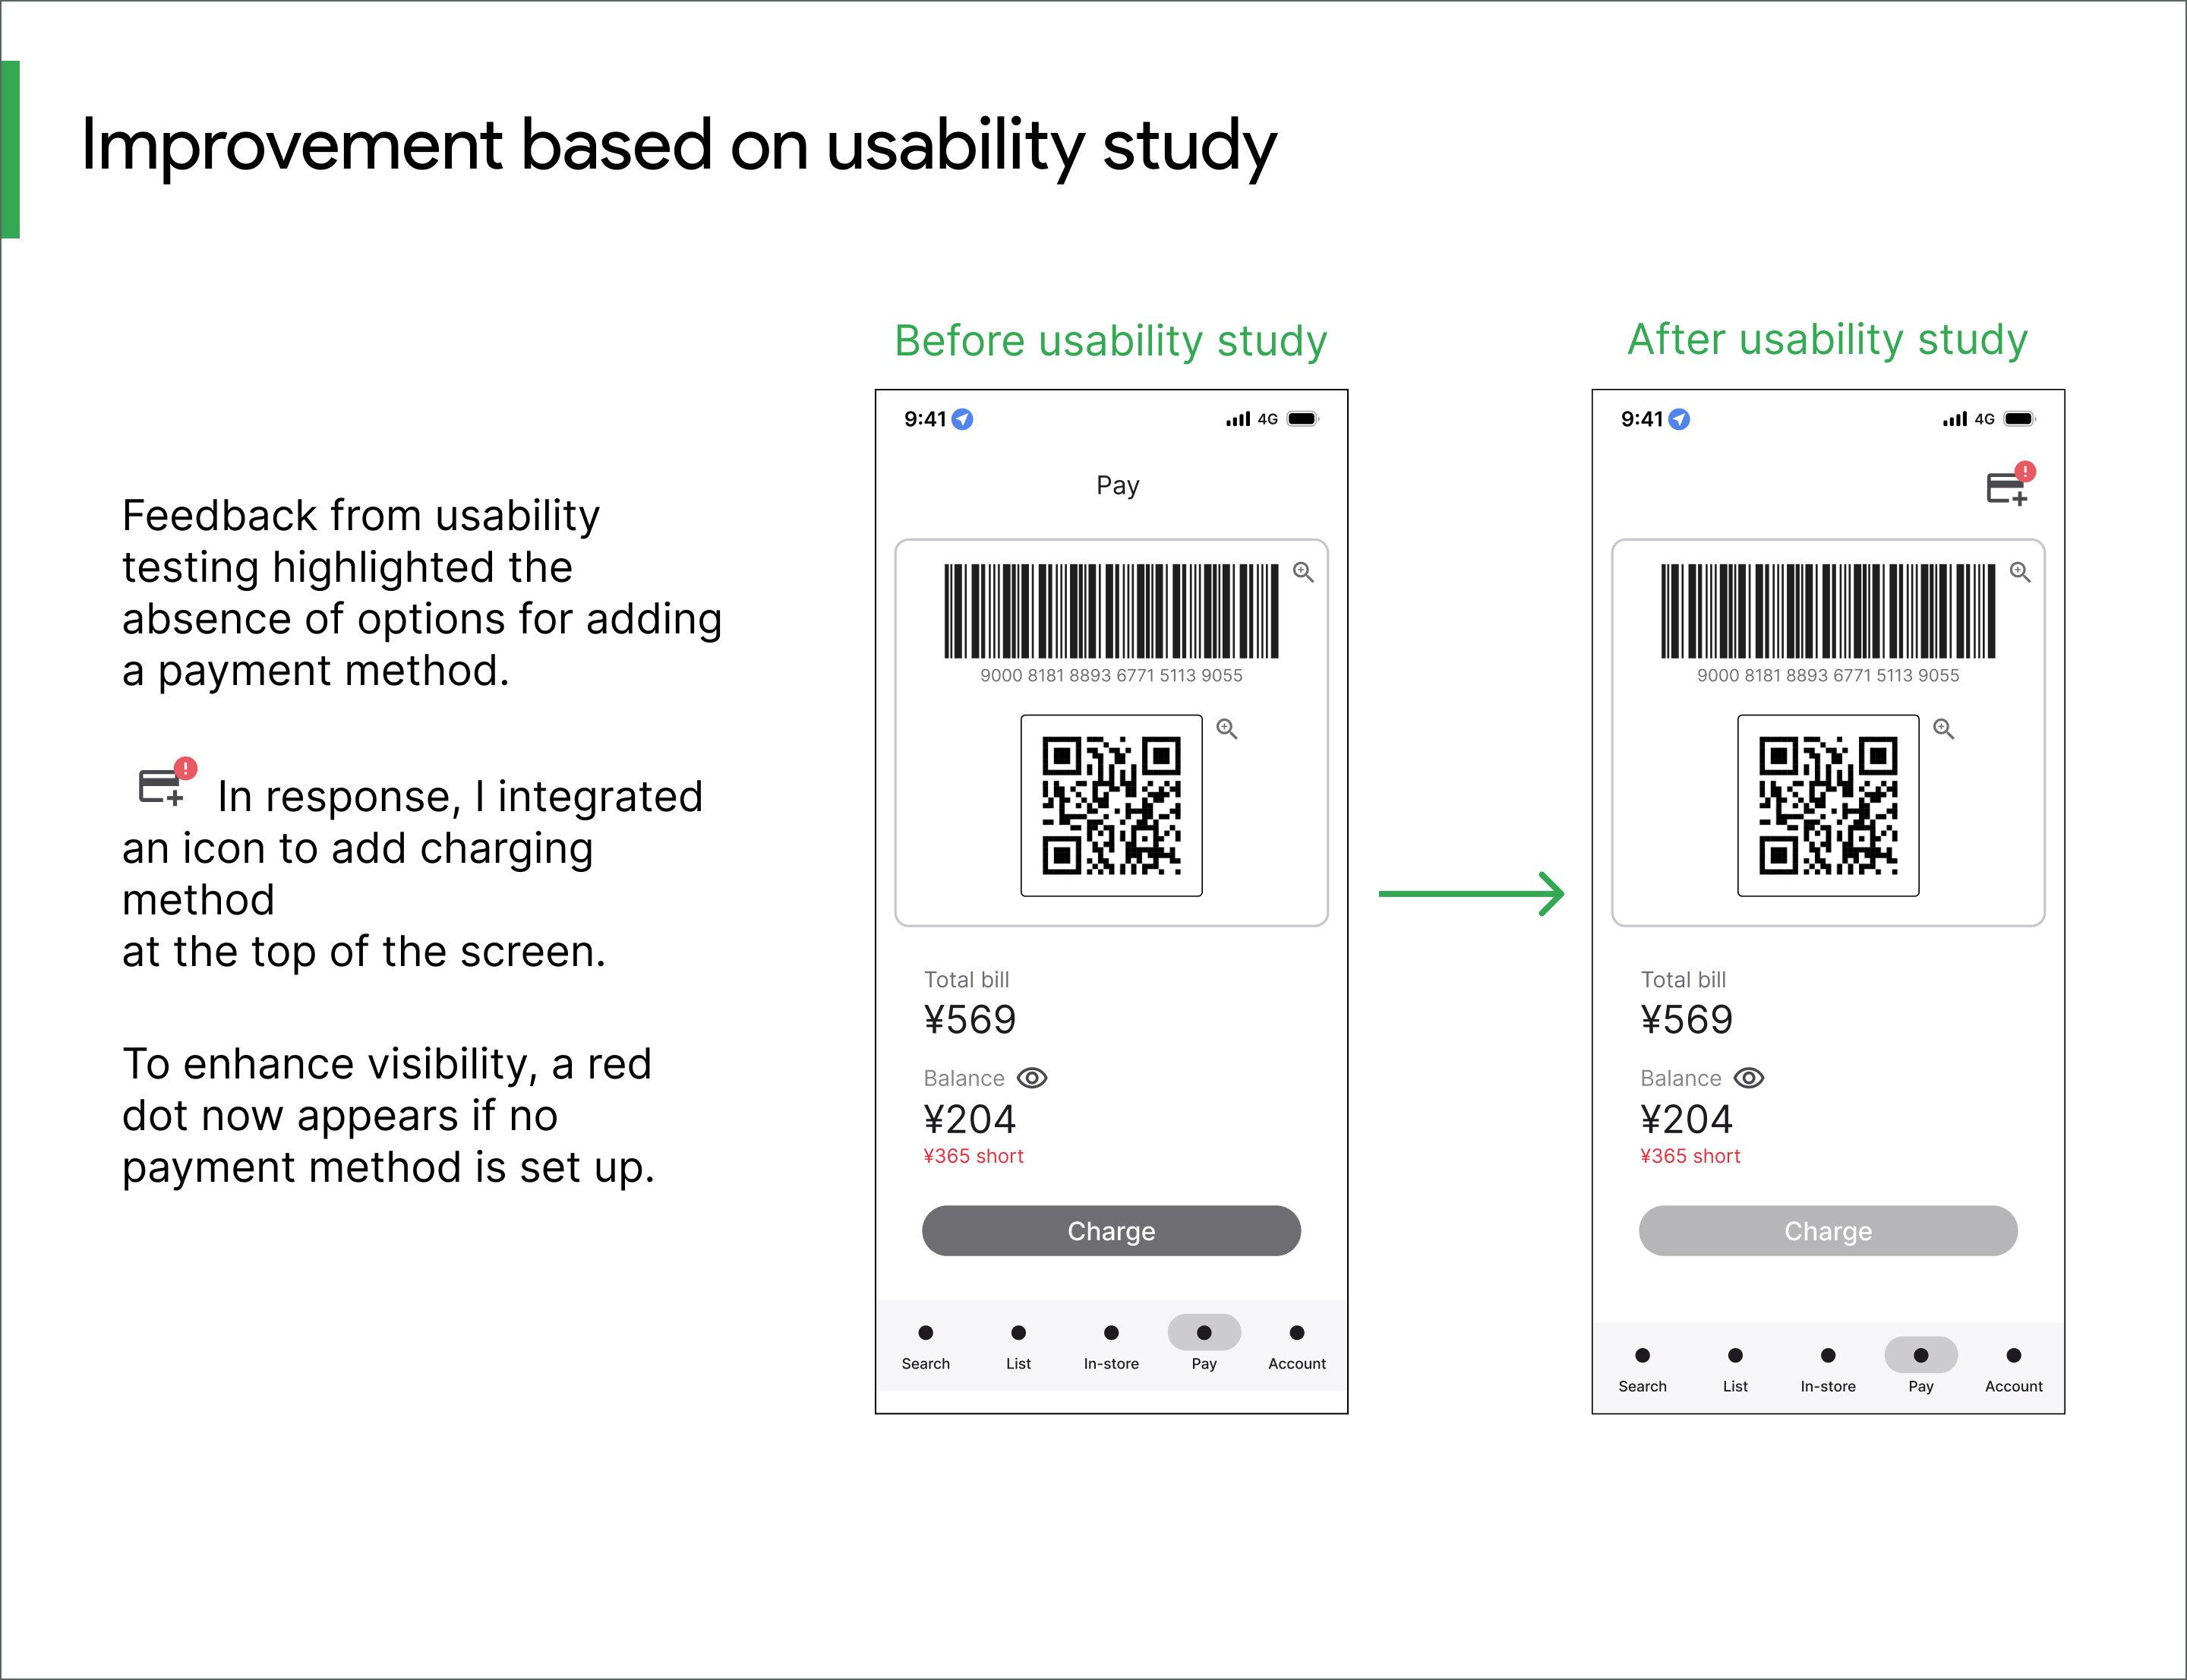 Improvement based on usability study
Feedback from usability
testing highlighted the
absence of options for adding
a payment method.
In response, I integrated
an icon to add charging
method
at the top of the screen.
To enhance visibility, a red
dot now appears if no
payment method is set up.
Before usability study
9:41
4G
Pay
9000 8181 8893 6771 5113 9055
Total bill
¥569
Balance
¥204
¥365 short
Charge
Search List In-store Pay Account
After usability study
9:41
4G
9000 8181 8893 6771 5113 9055
Total bill
¥569
Balance
¥204
¥365 short
Charge
Search List In-store Pay Account